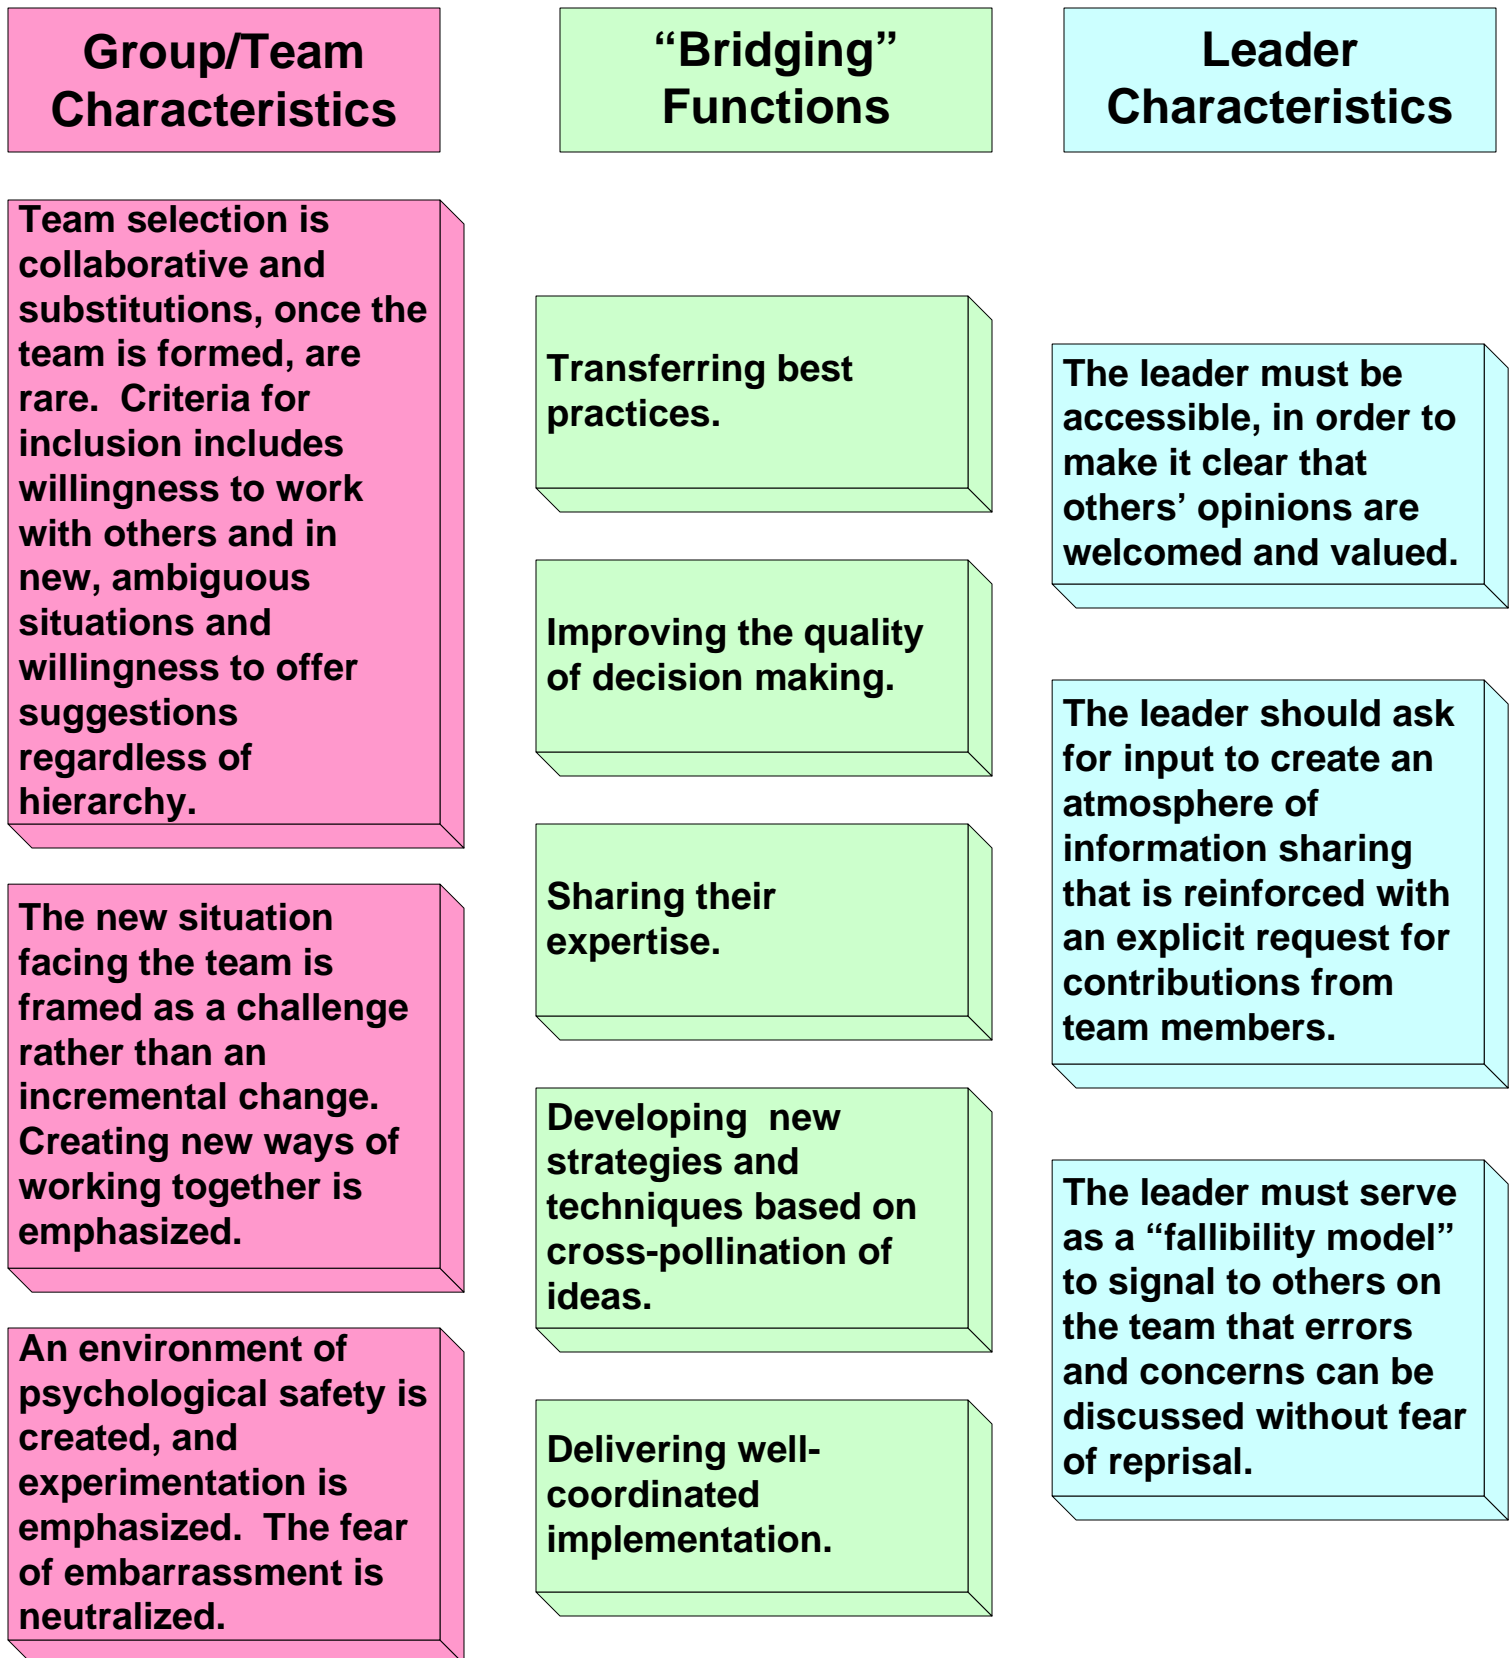 Group/Team
Characteristics
“Bridging”
Functions
Leader
Characteristics
Team selection is
collaborative and
substitutions, once the
team is formed, are
rare.  Criteria for
inclusion includes
willingness to work
with others and in
new, ambiguous
situations and
willingness to offer
suggestions
regardless of
hierarchy.
The new situation
facing the team is
framed as a challenge
rather than an
incremental change.
Creating new ways of
working together is
emphasized.
An environment of
psychological safety is
created, and
experimentation is
emphasized.  The fear
of embarrassment is
neutralized.
Transferring best
practices.
Improving the quality
of decision making.
Sharing their
expertise.
Developing  new
strategies and
techniques based on
cross-pollination of
ideas.
Delivering well-
coordinated
implementation.
The leader must be
accessible, in order to
make it clear that
others’ opinions are
welcomed and valued.
The leader should ask
for input to create an
atmosphere of
information sharing
that is reinforced with
an explicit request for
contributions from
team members.
The leader must serve
as a “fallibility model”
to signal to others on
the team that errors
and concerns can be
discussed without fear
of reprisal.